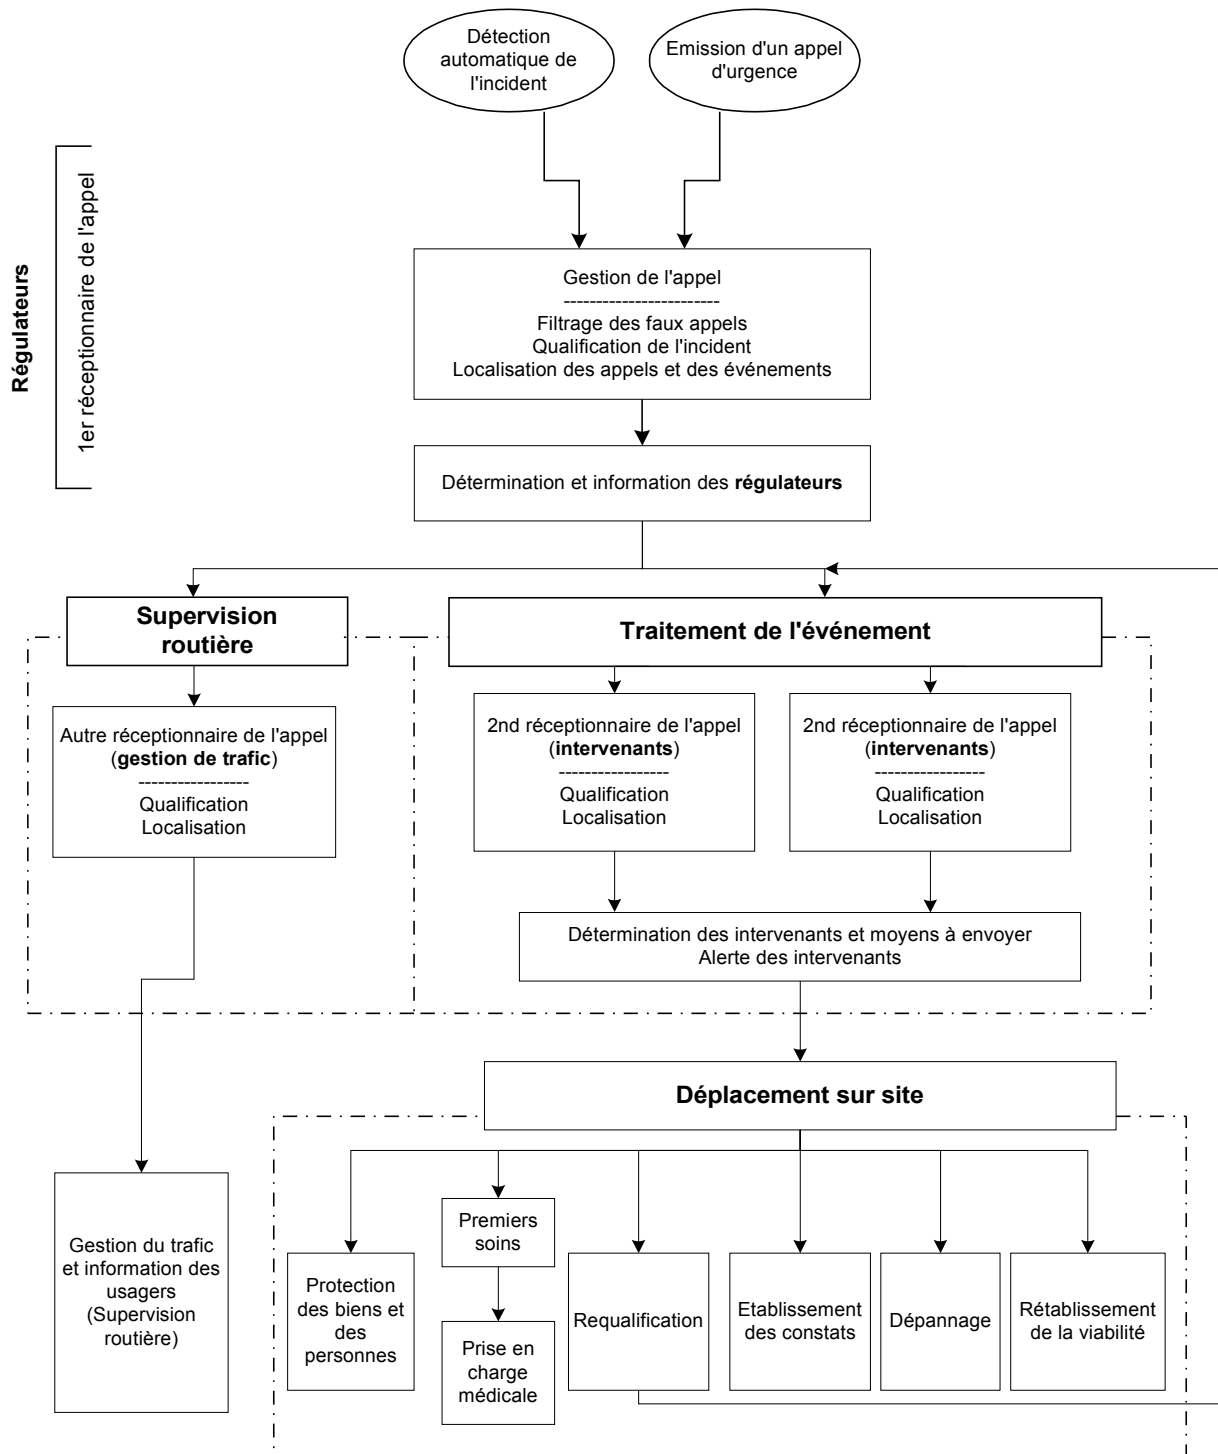 Détection
automatique de
l'incident
Emission d'un appel
d'urgence
Régulateurs
1er réceptionnaire de l'appel
Gestion de l'appel
------------------------
Filtrage des faux appels
Qualification de l'incident
Localisation des appels et des événements
Détermination et information des régulateurs
Supervision
routière
Traitement de l'événement
Autre réceptionnaire de l'appel
(gestion de trafic)
-----------------
Qualification
Localisation
2nd réceptionnaire de l'appel
(intervenants)
-----------------
Qualification
Localisation
2nd réceptionnaire de l'appel
(intervenants)
-----------------
Qualification
Localisation
Détermination des intervenants et moyens à envoyer
Alerte des intervenants
Déplacement sur site
Gestion du trafic
et information des
usagers
(Supervision
routière)
Protection
des biens et
des
personnes
Premiers
soins
Prise en
charge
médicale
Requalification
Etablissement
des constats
Dépannage
Rétablissement
de la viabilité